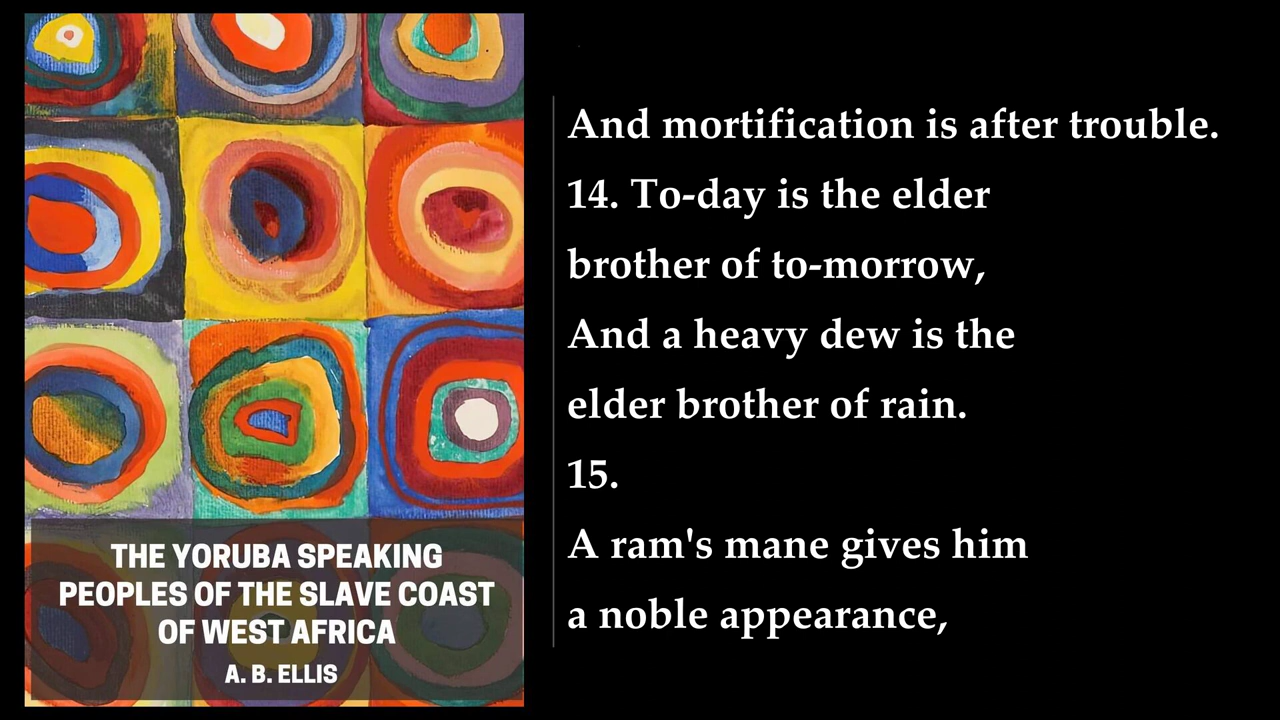 THE YORUBA SPEAKING
PEOPLES OF THE SLAVE COAST
OF WEST AFRICA
A. B. ELLIS
And mortification is after trouble.
14. To-day is the elder
brother of to-morrow,
And a heavy dew is the
elder brother of rain.
15.
A ram's mane gives him
a noble appearance,